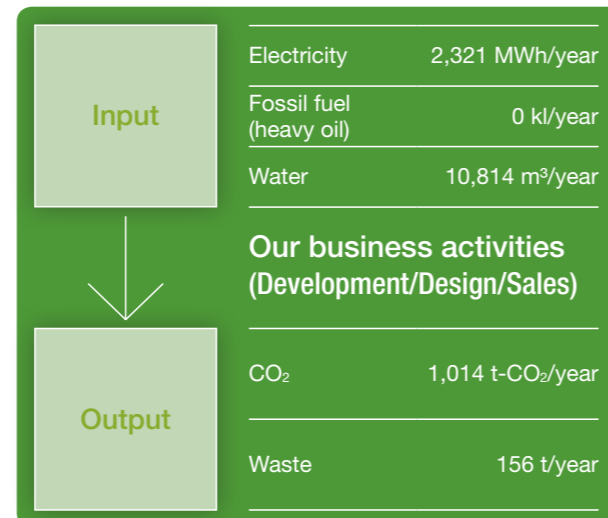 Input
Electricity 2,321 MWh/year
Fossil fuel
(heavy oil) 0 kl/year
Water 10,814 m³/year
Our business activities
(Development/Design/Sales)
Output
CO₂ 1,014 t-CO₂/year
Waste 156 t/year